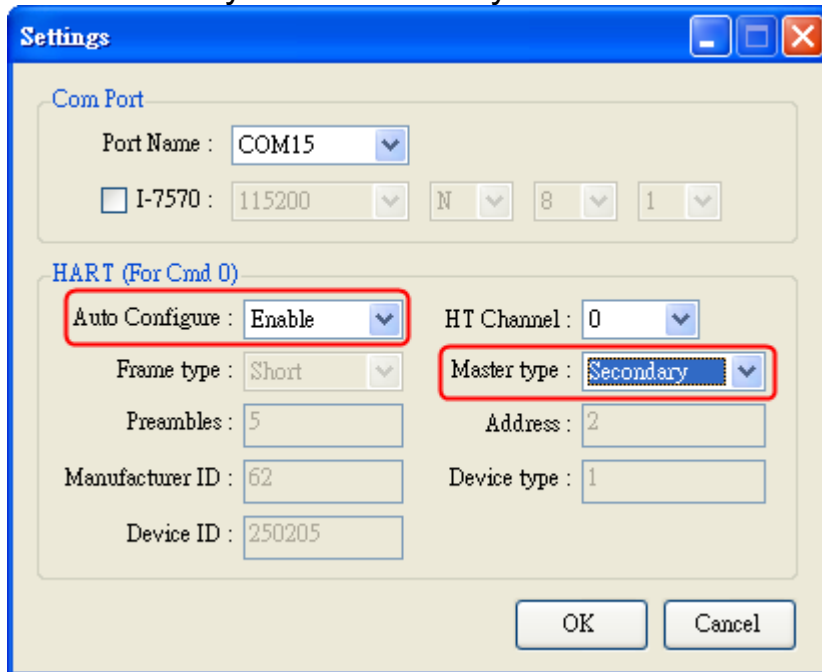 Settings
Com Port
Port Name : COM15
I-7570 : 115200 N 8 1
HART (For Cmd 0)
Auto Configure : Enable HT Channel : 0
Frame type : Short Master type : Secondary
Preambles : 5 Address : 2
Manufacturer ID : 62 Device type : 1
Device ID : 250205
OK Cancel